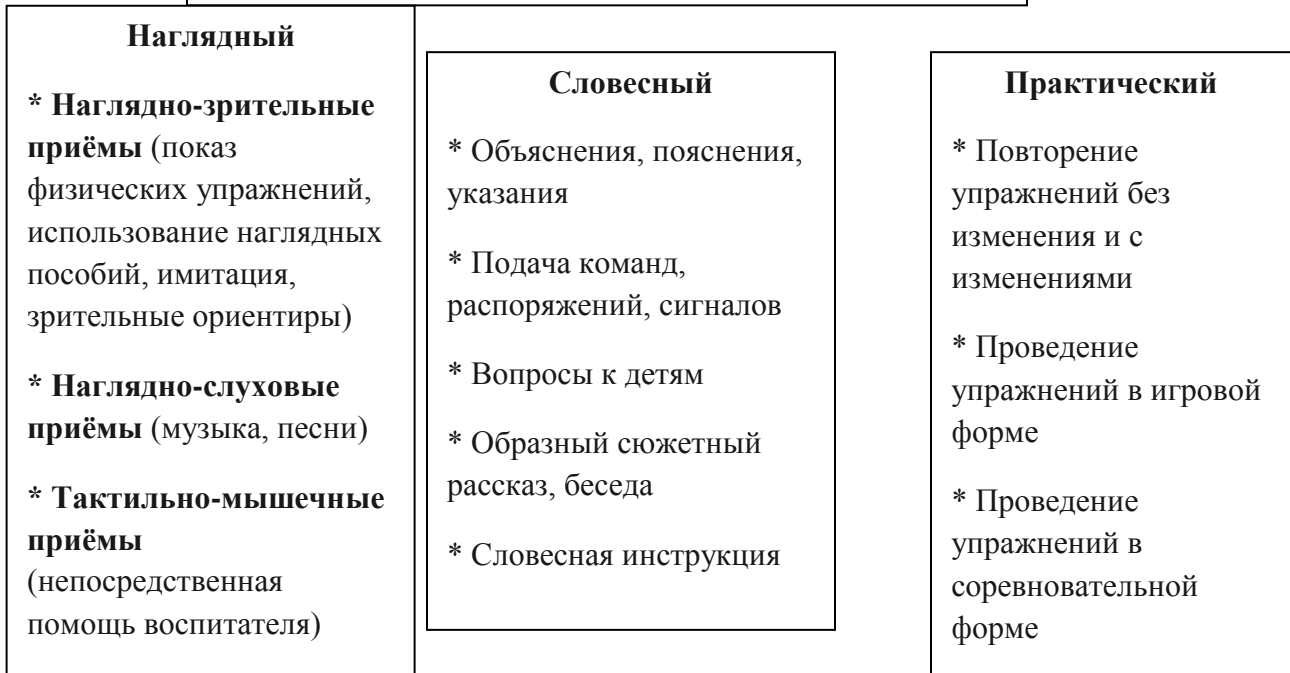 Наглядный
* Наглядно-зрительные
приёмы (показ
физических упражнений,
использование наглядных
пособий, имитация,
зрительные ориентиры)
* Наглядно-слуховые
приёмы (музыка, песни)
* Тактильно-мышечные
приёмы
(непосредственная
помощь воспитателя)
Словесный
* Объяснения, пояснения,
указания
* Подача команд,
распоряжений, сигналов
* Вопросы к детям
* Образный сюжетный
рассказ, беседа
* Словесная инструкция
Практический
* Повторение
упражнений без
изменения и с
изменениями
* Проведение
упражнений в игровой
форме
* Проведение
упражнений в
соревновательной
форме